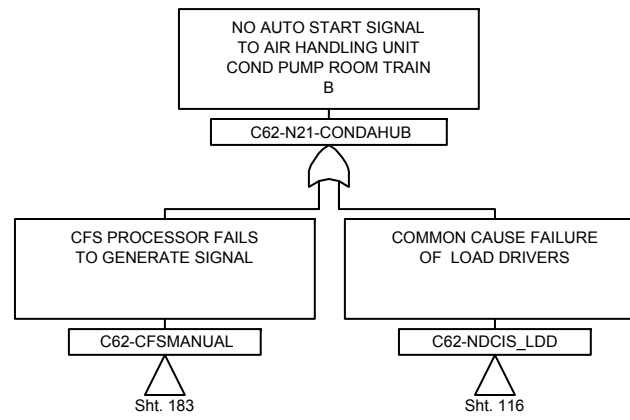 NO AUTO START SIGNAL
TO AIR HANDLING UNIT
COND PUMP ROOM TRAIN
B
C62-N21-CONDAHUB
CFS PROCESSOR FAILS
TO GENERATE SIGNAL
C62-CFSMANUAL
Sht. 183
COMMON CAUSE FAILURE
OF LOAD DRIVERS
C62-NDCIS_LDD
Sht. 116